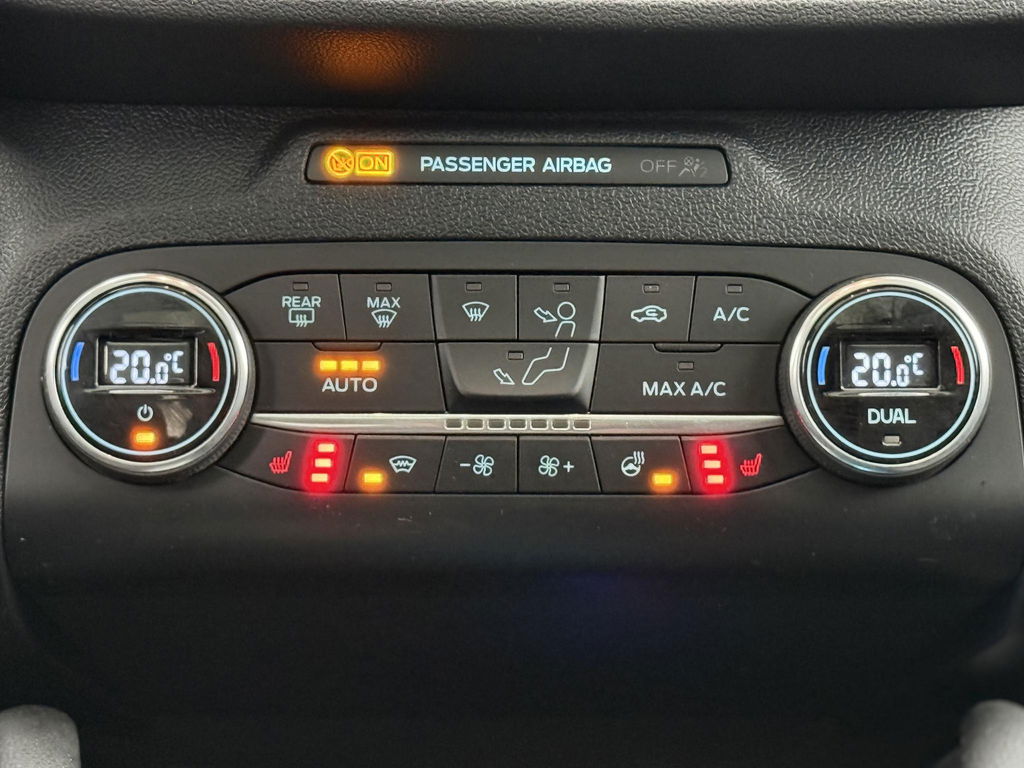 ON PASSENGER AIRBAG OFF
REAR
MAX
A/C
20.0°C
20.0°C
AUTO
MAX A/C
DUAL
- +